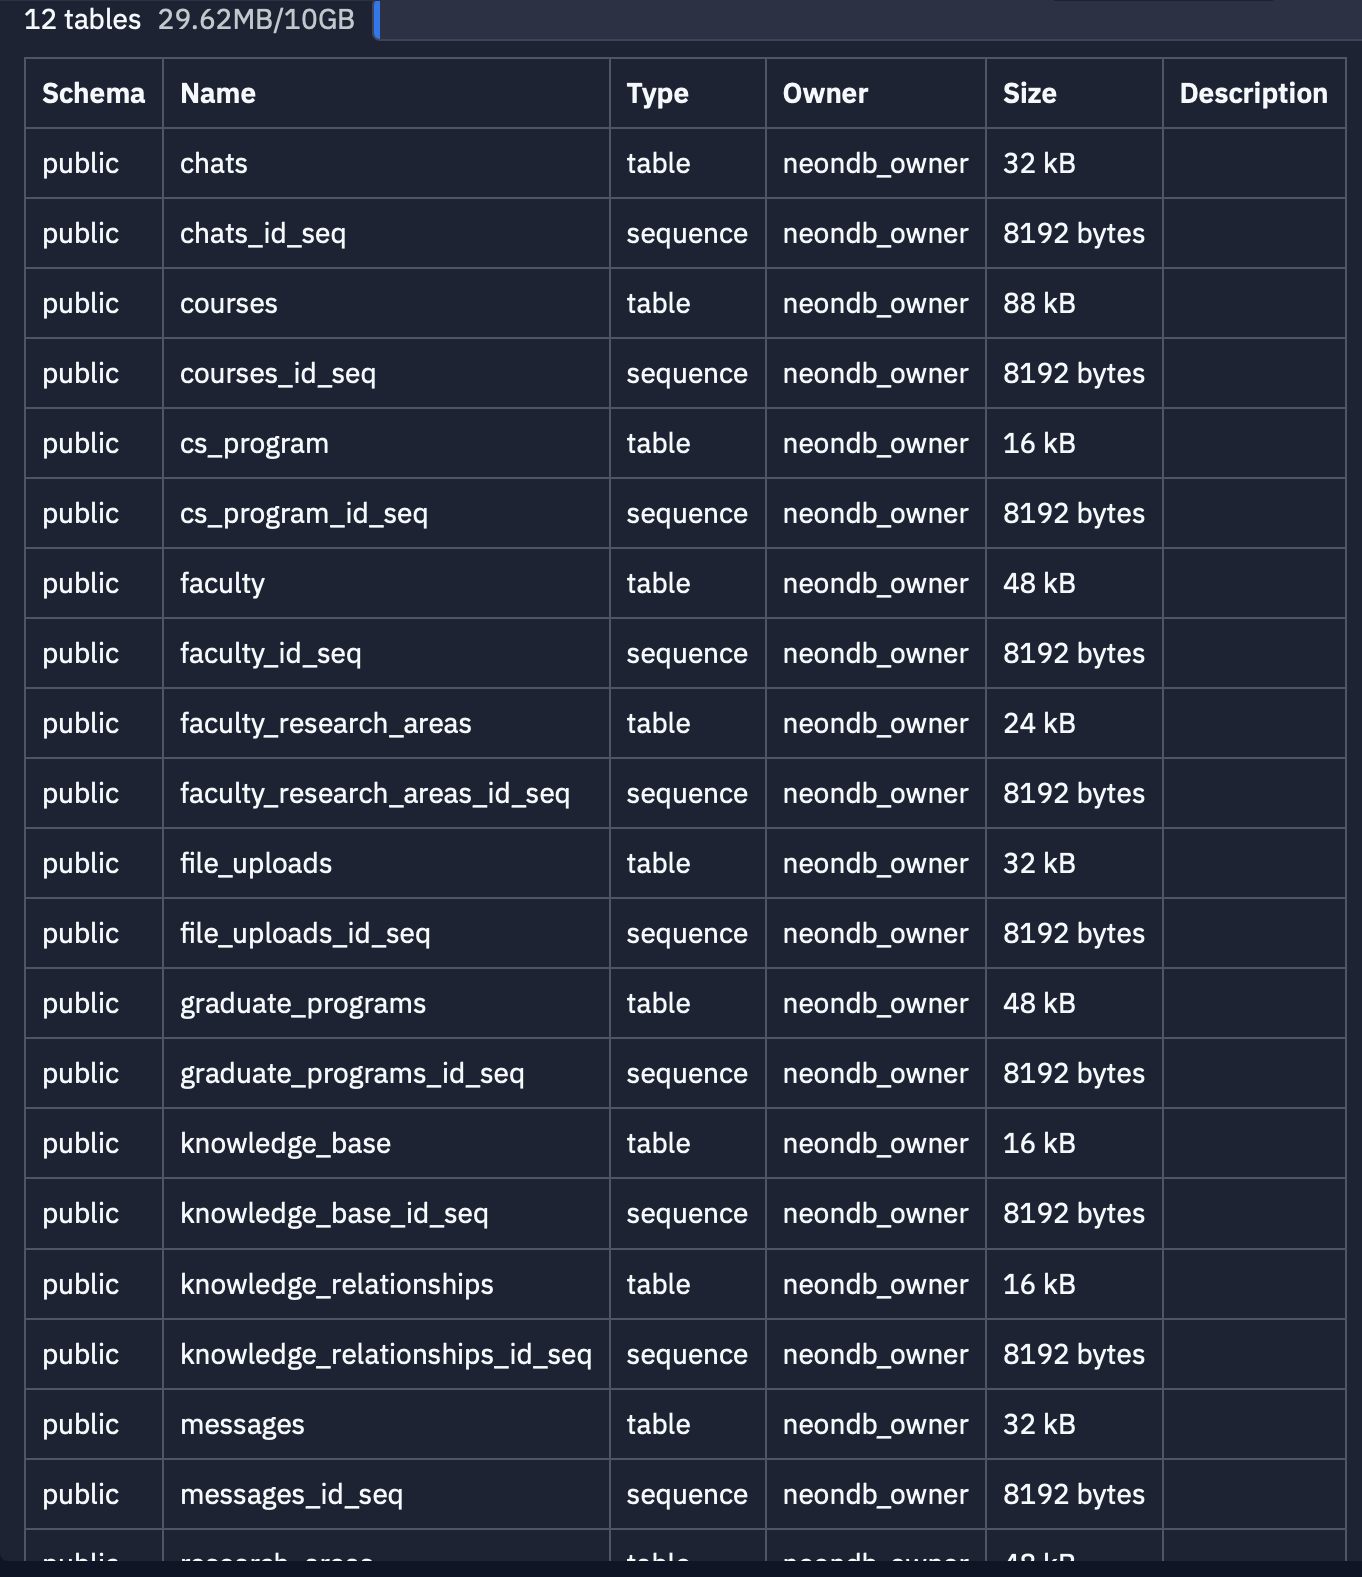 12 tables 29.62MB/10GB
Schema Name Type Owner Size Description
public chats table neondb_owner 32 kB
public chats_id_seq sequence neondb_owner 8192 bytes
public courses table neondb_owner 88 kB
public courses_id_seq sequence neondb_owner 8192 bytes
public cs_program table neondb_owner 16 kB
public cs_program_id_seq sequence neondb_owner 8192 bytes
public faculty table neondb_owner 48 kB
public faculty_id_seq sequence neondb_owner 8192 bytes
public faculty_research_areas table neondb_owner 24 kB
public faculty_research_areas_id_seq sequence neondb_owner 8192 bytes
public file_uploads table neondb_owner 32 kB
public file_uploads_id_seq sequence neondb_owner 8192 bytes
public graduate_programs table neondb_owner 48 kB
public graduate_programs_id_seq sequence neondb_owner 8192 bytes
public knowledge_base table neondb_owner 16 kB
public knowledge_base_id_seq sequence neondb_owner 8192 bytes
public knowledge_relationships table neondb_owner 16 kB
public knowledge_relationships_id_seq sequence neondb_owner 8192 bytes
public messages table neondb_owner 32 kB
public messages_id_seq sequence neondb_owner 8192 bytes
public research_areas table neondb_owner 48 kB